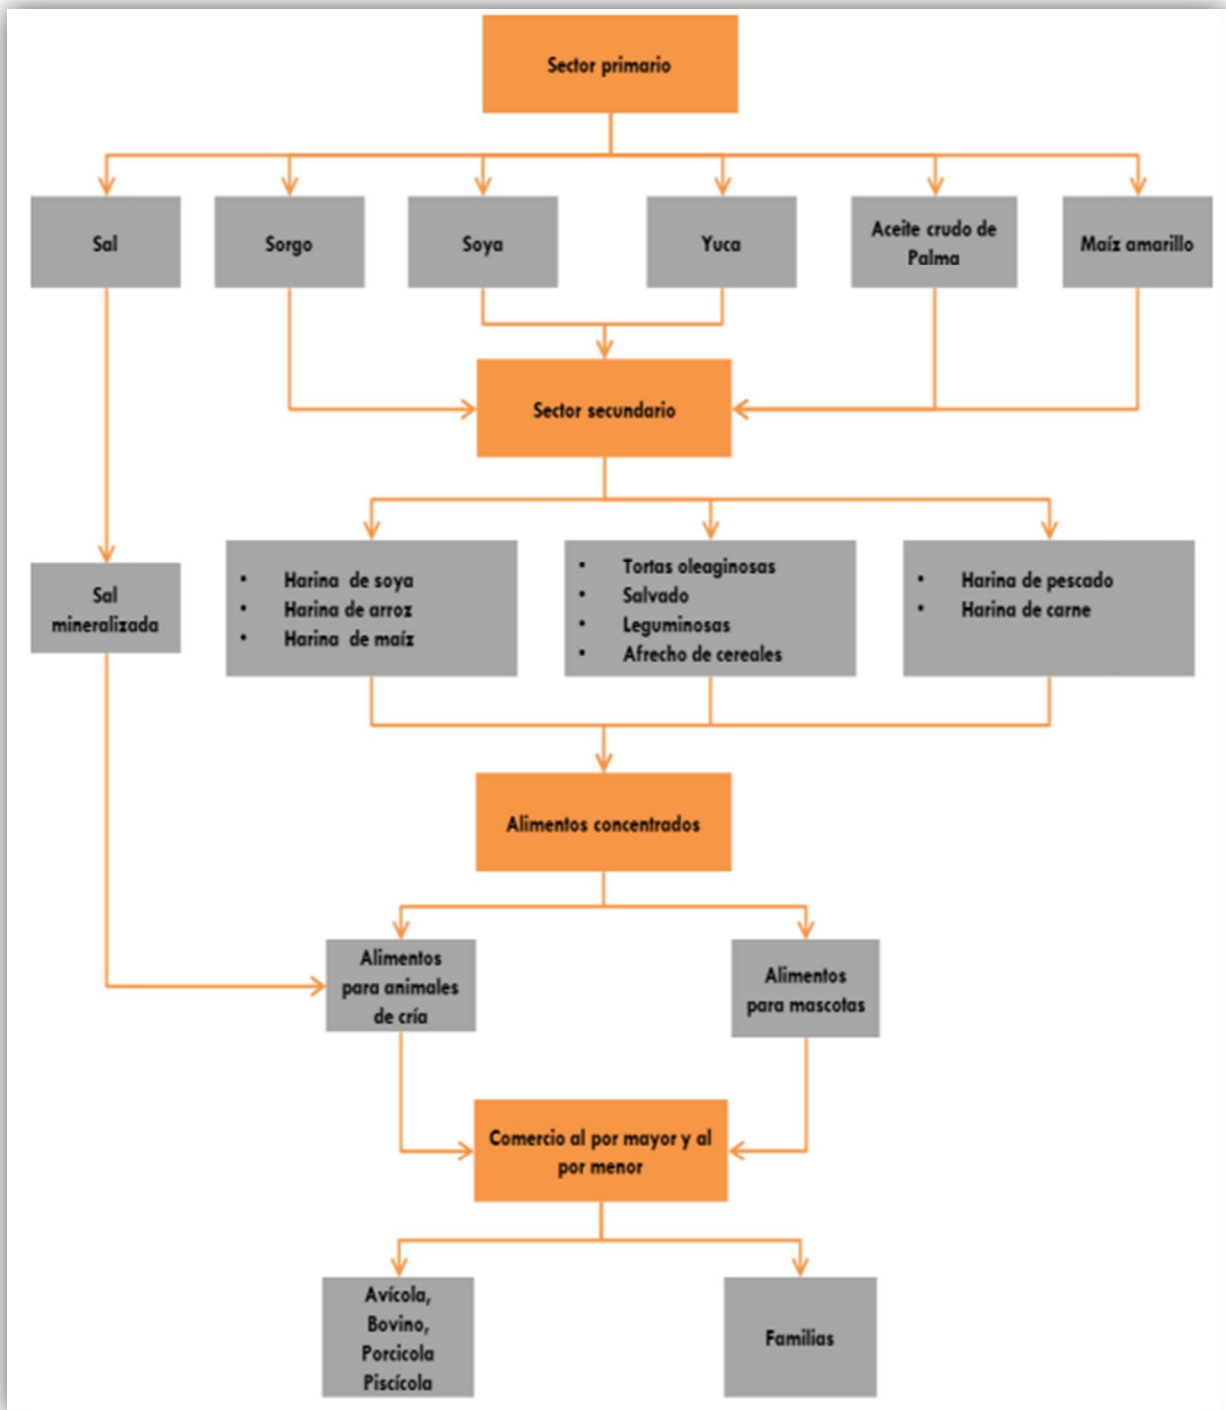 Sector primario
Sal
Sorgo
Soya
Yuca
Aceite crudo de
Palma
Maíz amarillo
Sector secundario
Sal
mineralizada
• Harina de soya
• Harina de arroz
• Harina de maíz
• Tortas oleaginosas
• Salvado
• Leguminosas
• Afrecho de cereales
• Harina de pescado
• Harina de carne
Alimentos concentrados
Alimentos
para animales
de cría
Alimentos
para mascotas
Comercio al por mayor y al
por menor
Avícola,
Bovino,
Porcicola
Piscícola
Familias